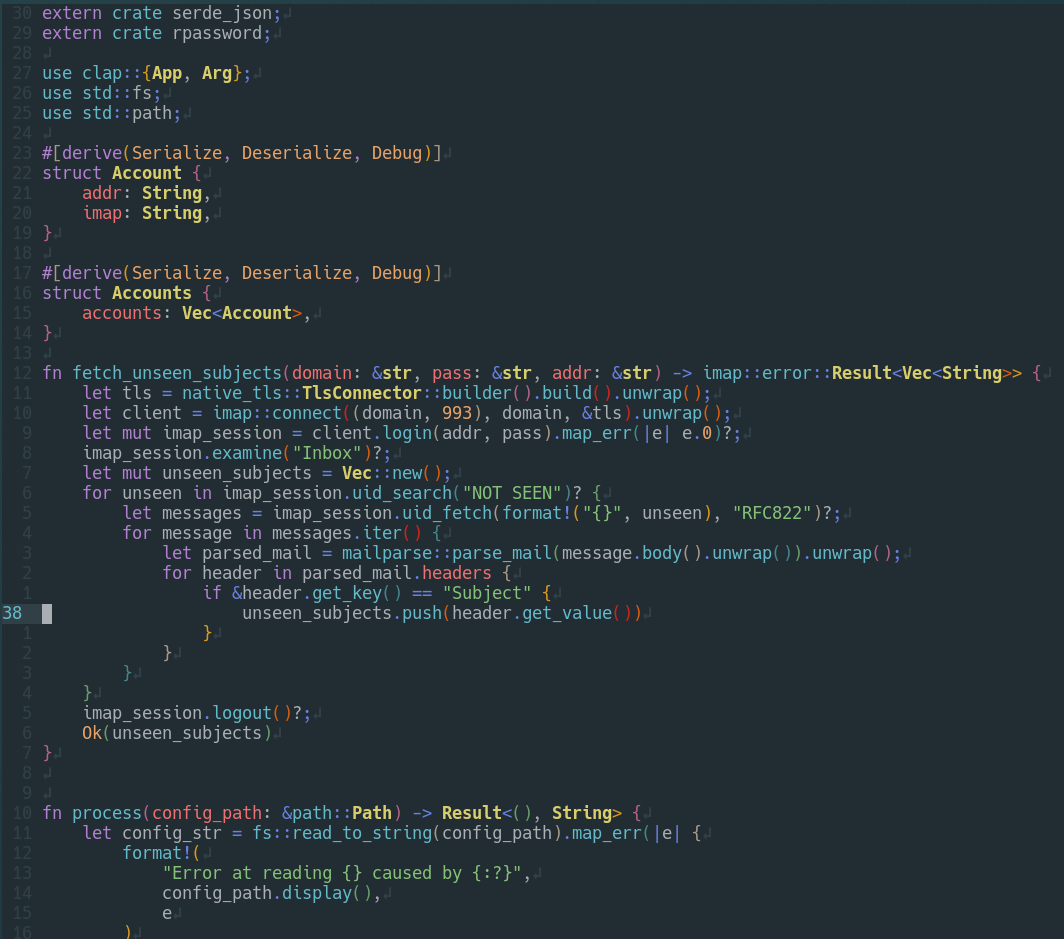 30 extern crate serde_json;
29 extern crate rpassword;
28
27 use clap::{App, Arg};
26 use std::fs;
25 use std::path;
24
23 #[derive(Serialize, Deserialize, Debug)]
22 struct Account {
21     addr: String,
20     imap: String,
19 }
18
17 #[derive(Serialize, Deserialize, Debug)]
16 struct Accounts {
15     accounts: Vec<Account>,
14 }
13
12 fn fetch_unseen_subjects(domain: &str, pass: &str, addr: &str) -> imap::error::Result<Vec<String>> {
11     let tls = native_tls::TlsConnector::builder().build().unwrap();
10     let client = imap::connect((domain, 993), domain, &tls).unwrap();
9     let mut imap_session = client.login(addr, pass).map_err(|e| e.0)?;
8     imap_session.examine("Inbox")?;
7     let mut unseen_subjects = Vec::new();
6     for unseen in imap_session.uid_search("NOT SEEN")? {
5         let messages = imap_session.uid_fetch(format!("{}", unseen), "RFC822")?;
4         for message in messages.iter() {
3             let parsed_mail = mailparse::parse_mail(message.body().unwrap()).unwrap();
2             for header in parsed_mail.headers {
1                 if &header.get_key() == "Subject" {
38                     unseen_subjects.push(header.get_value())
1                 }
2             }
3         }
4     }
5     imap_session.logout()?;
6     Ok(unseen_subjects)
7 }
8
9
10 fn process(config_path: &path::Path) -> Result<(), String> {
11     let config_str = fs::read_to_string(config_path).map_err(|e| {
12         format!(
13             "Error at reading {} caused by {:?}",
14             config_path.display(),
15             e
16         )